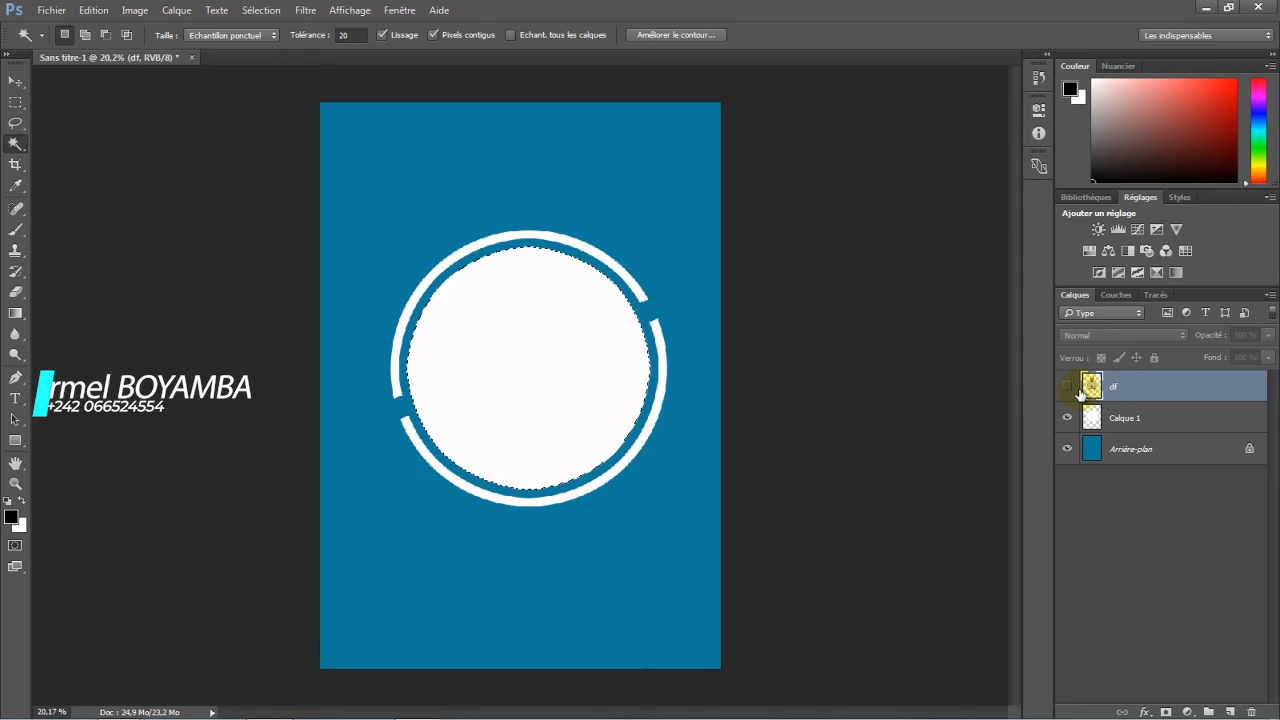 Ps Fichier Edition Image Calque Texte Sélection Filtre Affichage Fenêtre Aide
Taille : Echantillon ponctuel Tolérance : 20 Lissage Pixels contigus Echant. tous les calques Améliorer le contour... Les indispensables
Sans titre-1 @ 20,2% (df, RVB/8) * ×
Couleur Nuancier
Bibliothèques Réglages Styles
Ajouter un réglage
Calques Couches Tracés
Type
Normal Opacité : 100 %
Verrou : Fond : 100 %
df
Calque 1
Arrière-plan
rmel BOYAMBA
+242 066524554
20,17 % Doc : 24,9 Mo/23,2 Mo